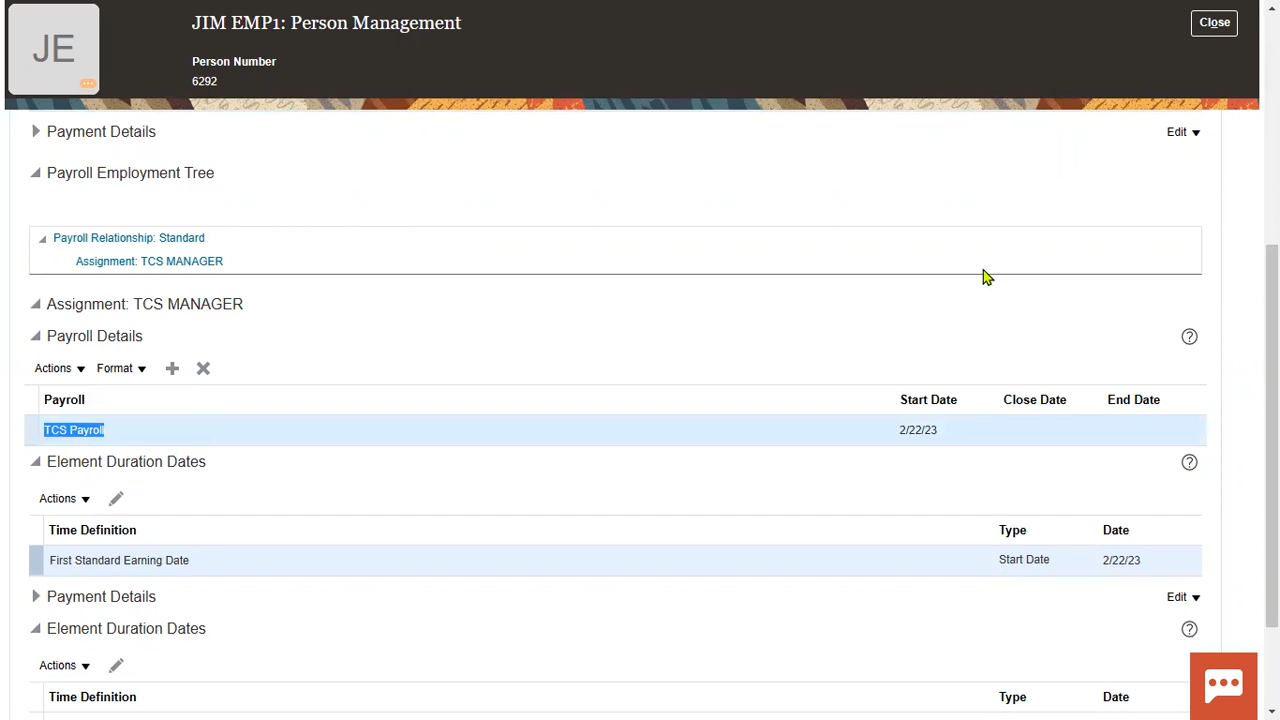 JIM EMP1: Person Management
Close
JE
Person Number
6292
Payment Details
Edit
Payroll Employment Tree
Payroll Relationship: Standard
Assignment: TCS MANAGER
Assignment: TCS MANAGER
Payroll Details
Actions Format
Payroll Start Date Close Date End Date
TCS Payroll 2/22/23
Element Duration Dates
Actions
Time Definition Type Date
First Standard Earning Date Start Date 2/22/23
Payment Details Edit
Element Duration Dates
Actions
Time Definition Type Date